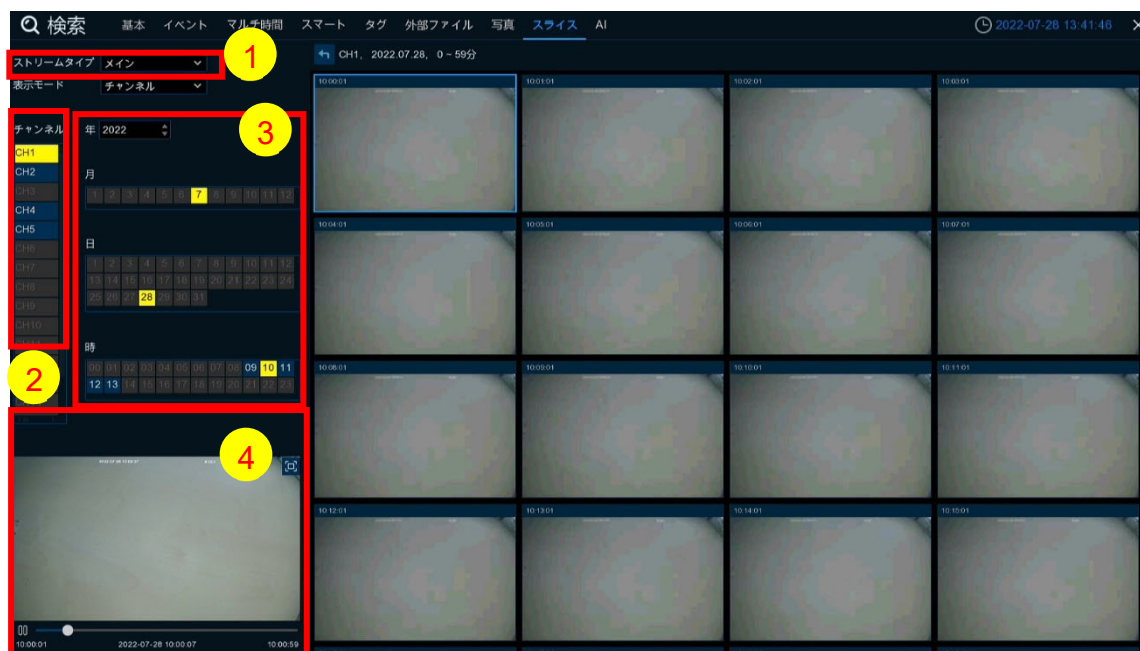 検索 基本 イベント マルチ時間 スマート タグ 外部ファイル 写真 スライス AI 2022-07-28 13:41:46
1
ストリームタイプ メイン
表示モード チャンネル
CH1, 2022.07.28, 0 ~ 59分
チャンネル
CH1
CH2
CH3
CH4
CH5
CH6
CH7
CH8
CH9
CH10
2
年 2022
3
月
1 2 3 4 5 6 7 8 9 10 11 12
日
1 2 3 4 5 6 7 8 9 10 11 12
13 14 15 16 17 18 19 20 21 22 23 24
25 26 27 28 29 30 31
時
00 01 02 03 04 05 06 07 08 09 10 11
12 13 14 15 16 17 18 19 20 21 22 23
4
10:00:01 2022-07-28 10:00:07 10:00:59
10:00:01 10:01:01 10:02:01 10:03:01
10:04:01 10:05:01 10:06:01 10:07:01
10:08:01 10:09:01 10:10:01 10:11:01
10:12:01 10:13:01 10:14:01 10:15:01